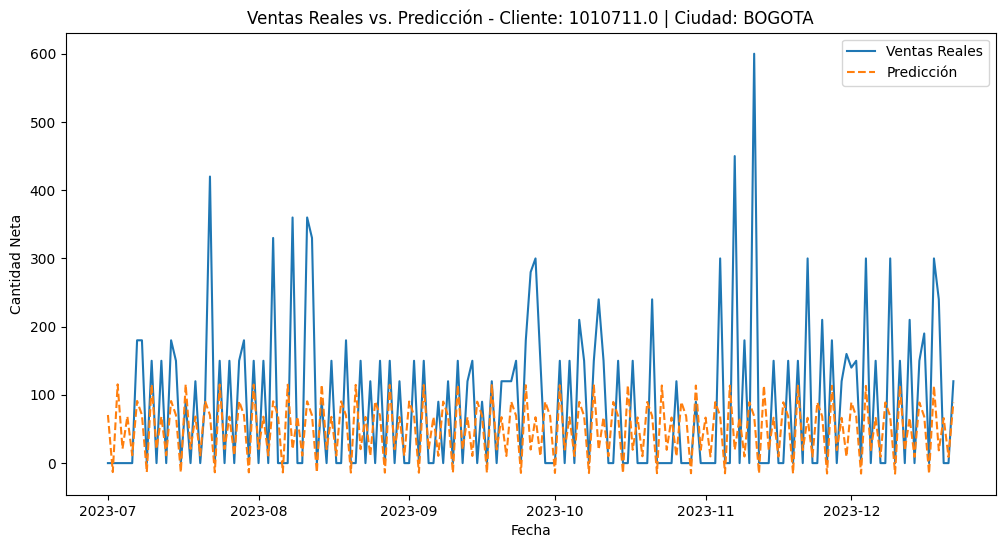 Ventas Reales vs. Predicción - Cliente: 1010711.0 | Ciudad: BOGOTA
Ventas Reales
Predicción
Cantidad Neta
600
500
400
300
200
100
0
2023-07
2023-08
2023-09
2023-10
2023-11
2023-12
Fecha